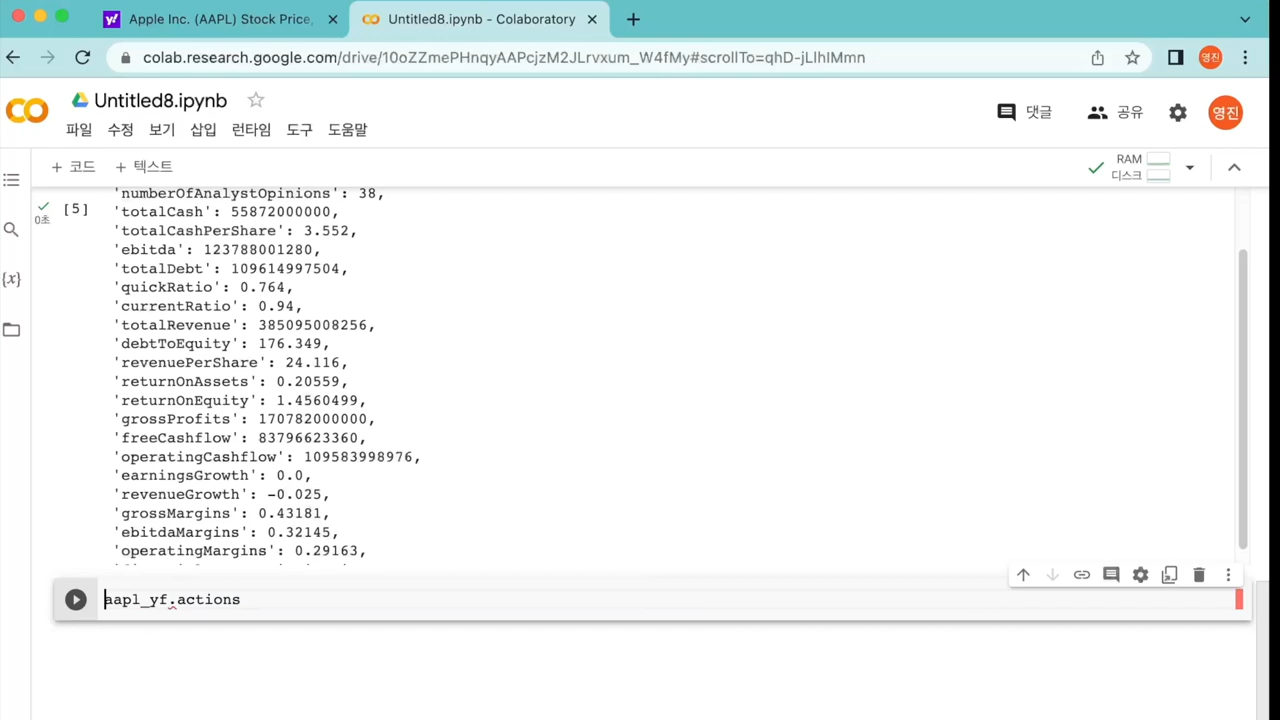 Apple Inc. (AAPL) Stock Price,
Untitled8.ipynb - Colaboratory
colab.research.google.com/drive/10oZZmePHnqyAAPcjzM2JLrvxum_W4fMy#scrollTo=qhD-jLlhlMmn
영진
Untitled8.ipynb
댓글
공유
영진
파일 수정 보기 삽입 런타임 도구 도움말
+ 코드 + 텍스트
RAM
디스크
'numberOfAnalystOpinions': 38,
[5]
0초
'totalCash': 55872000000,
'totalCashPerShare': 3.552,
'ebitda': 123788001280,
'totalDebt': 109614997504,
'quickRatio': 0.764,
'currentRatio': 0.94,
'totalRevenue': 385095008256,
'debtToEquity': 176.349,
'revenuePerShare': 24.116,
'returnOnAssets': 0.20559,
'returnOnEquity': 1.4560499,
'grossProfits': 170782000000,
'freeCashflow': 83796623360,
'operatingCashflow': 109583998976,
'earningsGrowth': 0.0,
'revenueGrowth': -0.025,
'grossMargins': 0.43181,
'ebitdaMargins': 0.32145,
'operatingMargins': 0.29163,
aapl_yf.actions